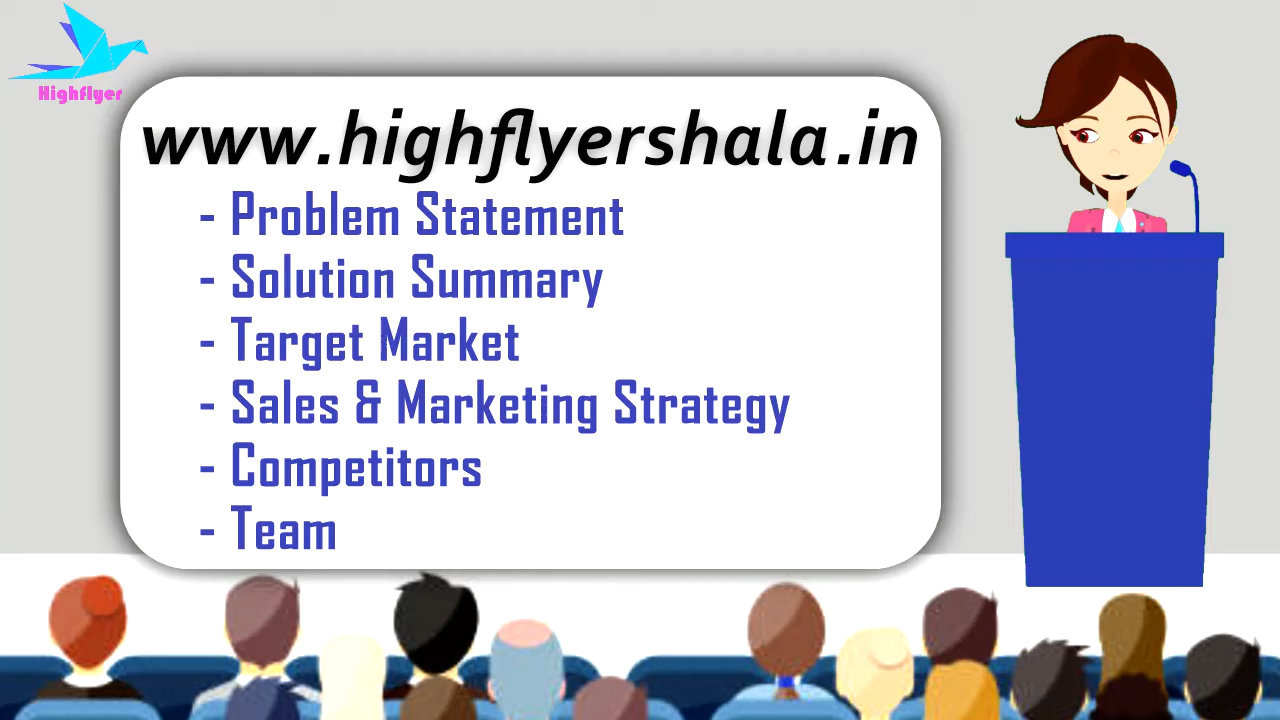 Highflyer
www.highflyershala.in
- Problem Statement
- Solution Summary
- Target Market
- Sales & Marketing Strategy
- Competitors
- Team